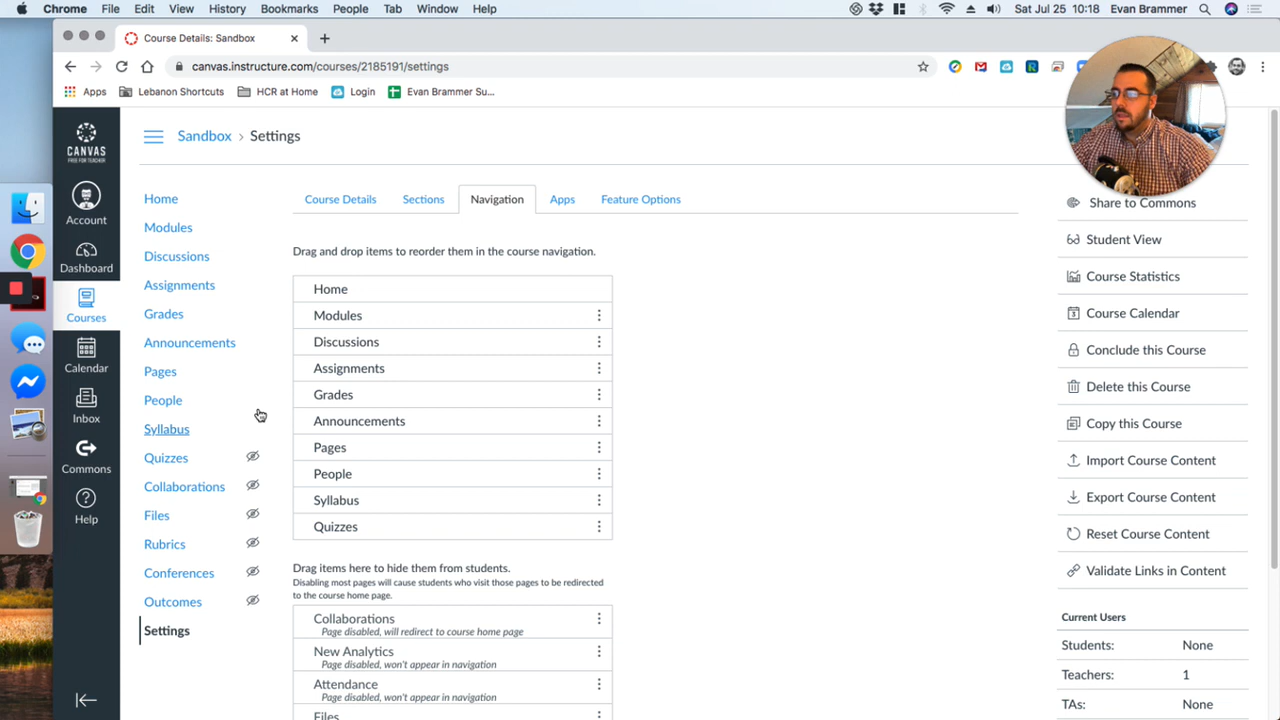 Chrome File Edit View History Bookmarks People Tab Window Help Sat Jul 25 10:18 Evan Brammer
Course Details: Sandbox
canvas.instructure.com/courses/2185191/settings
Apps Lebanon Shortcuts HCR at Home Login Evan Brammer Su...
CANVAS
FREE FOR TEACHER
Account
Dashboard
Courses
Calendar
Inbox
Commons
Help
Sandbox › Settings
Home
Modules
Discussions
Assignments
Grades
Announcements
Pages
People
Syllabus
Quizzes
Collaborations
Files
Rubrics
Conferences
Outcomes
Settings
Course Details Sections Navigation Apps Feature Options
Drag and drop items to reorder them in the course navigation.
Home
Modules
Discussions
Assignments
Grades
Announcements
Pages
People
Syllabus
Quizzes
Drag items here to hide them from students.
Disabling most pages will cause students who visit those pages to be redirected
to the course home page.
Collaborations
Page disabled, will redirect to course home page
New Analytics
Page disabled, won't appear in navigation
Attendance
Page disabled, won't appear in navigation
Files
Share to Commons
Student View
Course Statistics
Course Calendar
Conclude this Course
Delete this Course
Copy this Course
Import Course Content
Export Course Content
Reset Course Content
Validate Links in Content
Current Users
Students: None
Teachers: 1
TAs: None